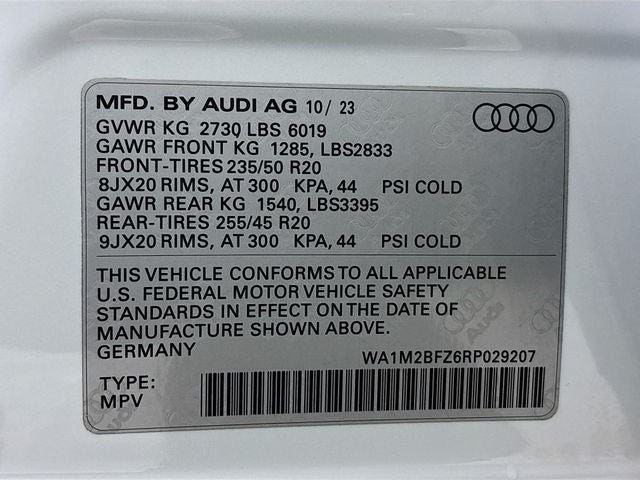 MFD. BY AUDI AG 10/ 23
GVWR KG 2730 LBS 6019
GAWR FRONT KG 1285, LBS2833
FRONT-TIRES 235/50 R20
8JX20 RIMS, AT 300 KPA, 44 PSI COLD
GAWR REAR KG 1540, LBS3395
REAR-TIRES 255/45 R20
9JX20 RIMS, AT 300 KPA, 44 PSI COLD
THIS VEHICLE CONFORMS TO ALL APPLICABLE
U.S. FEDERAL MOTOR VEHICLE SAFETY
STANDARDS IN EFFECT ON THE DATE OF
MANUFACTURE SHOWN ABOVE.
GERMANY WA1M2BFZ6RP029207
TYPE:
MPV